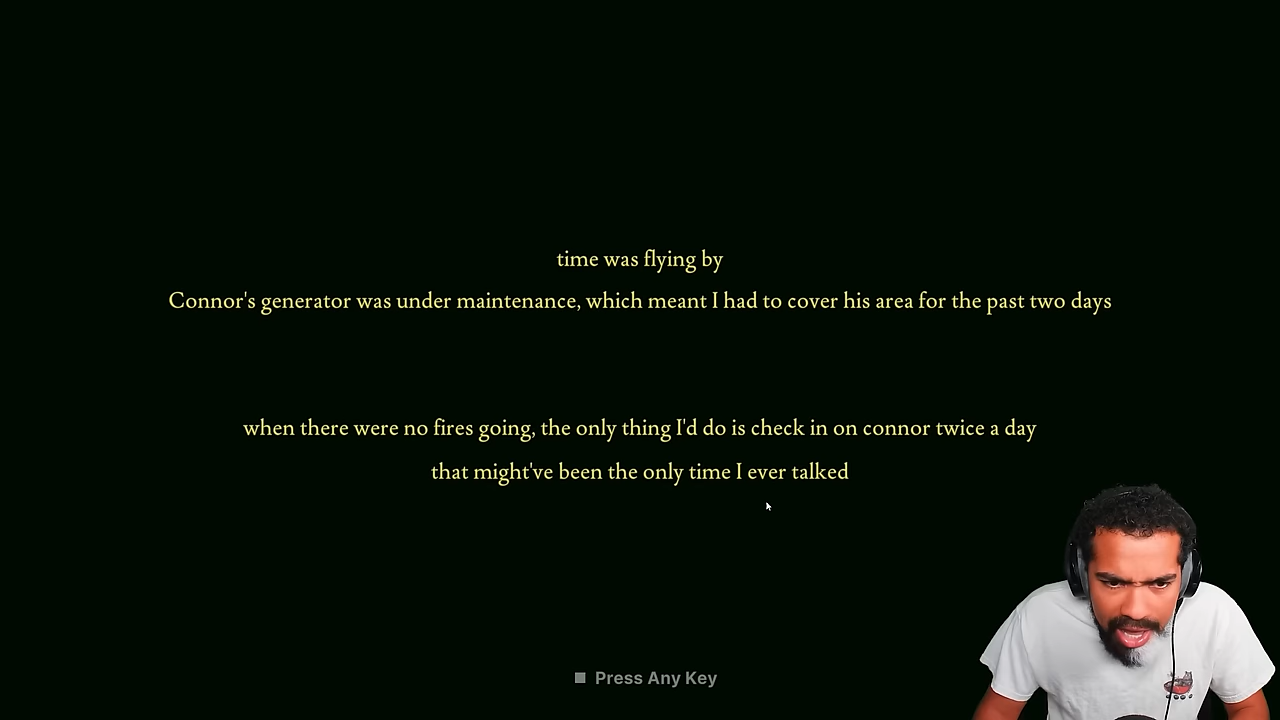 time was flying by
Connor's generator was under maintenance, which meant I had to cover his area for the past two days
when there were no fires going, the only thing I'd do is check in on connor twice a day
that might've been the only time I ever talked
Press Any Key